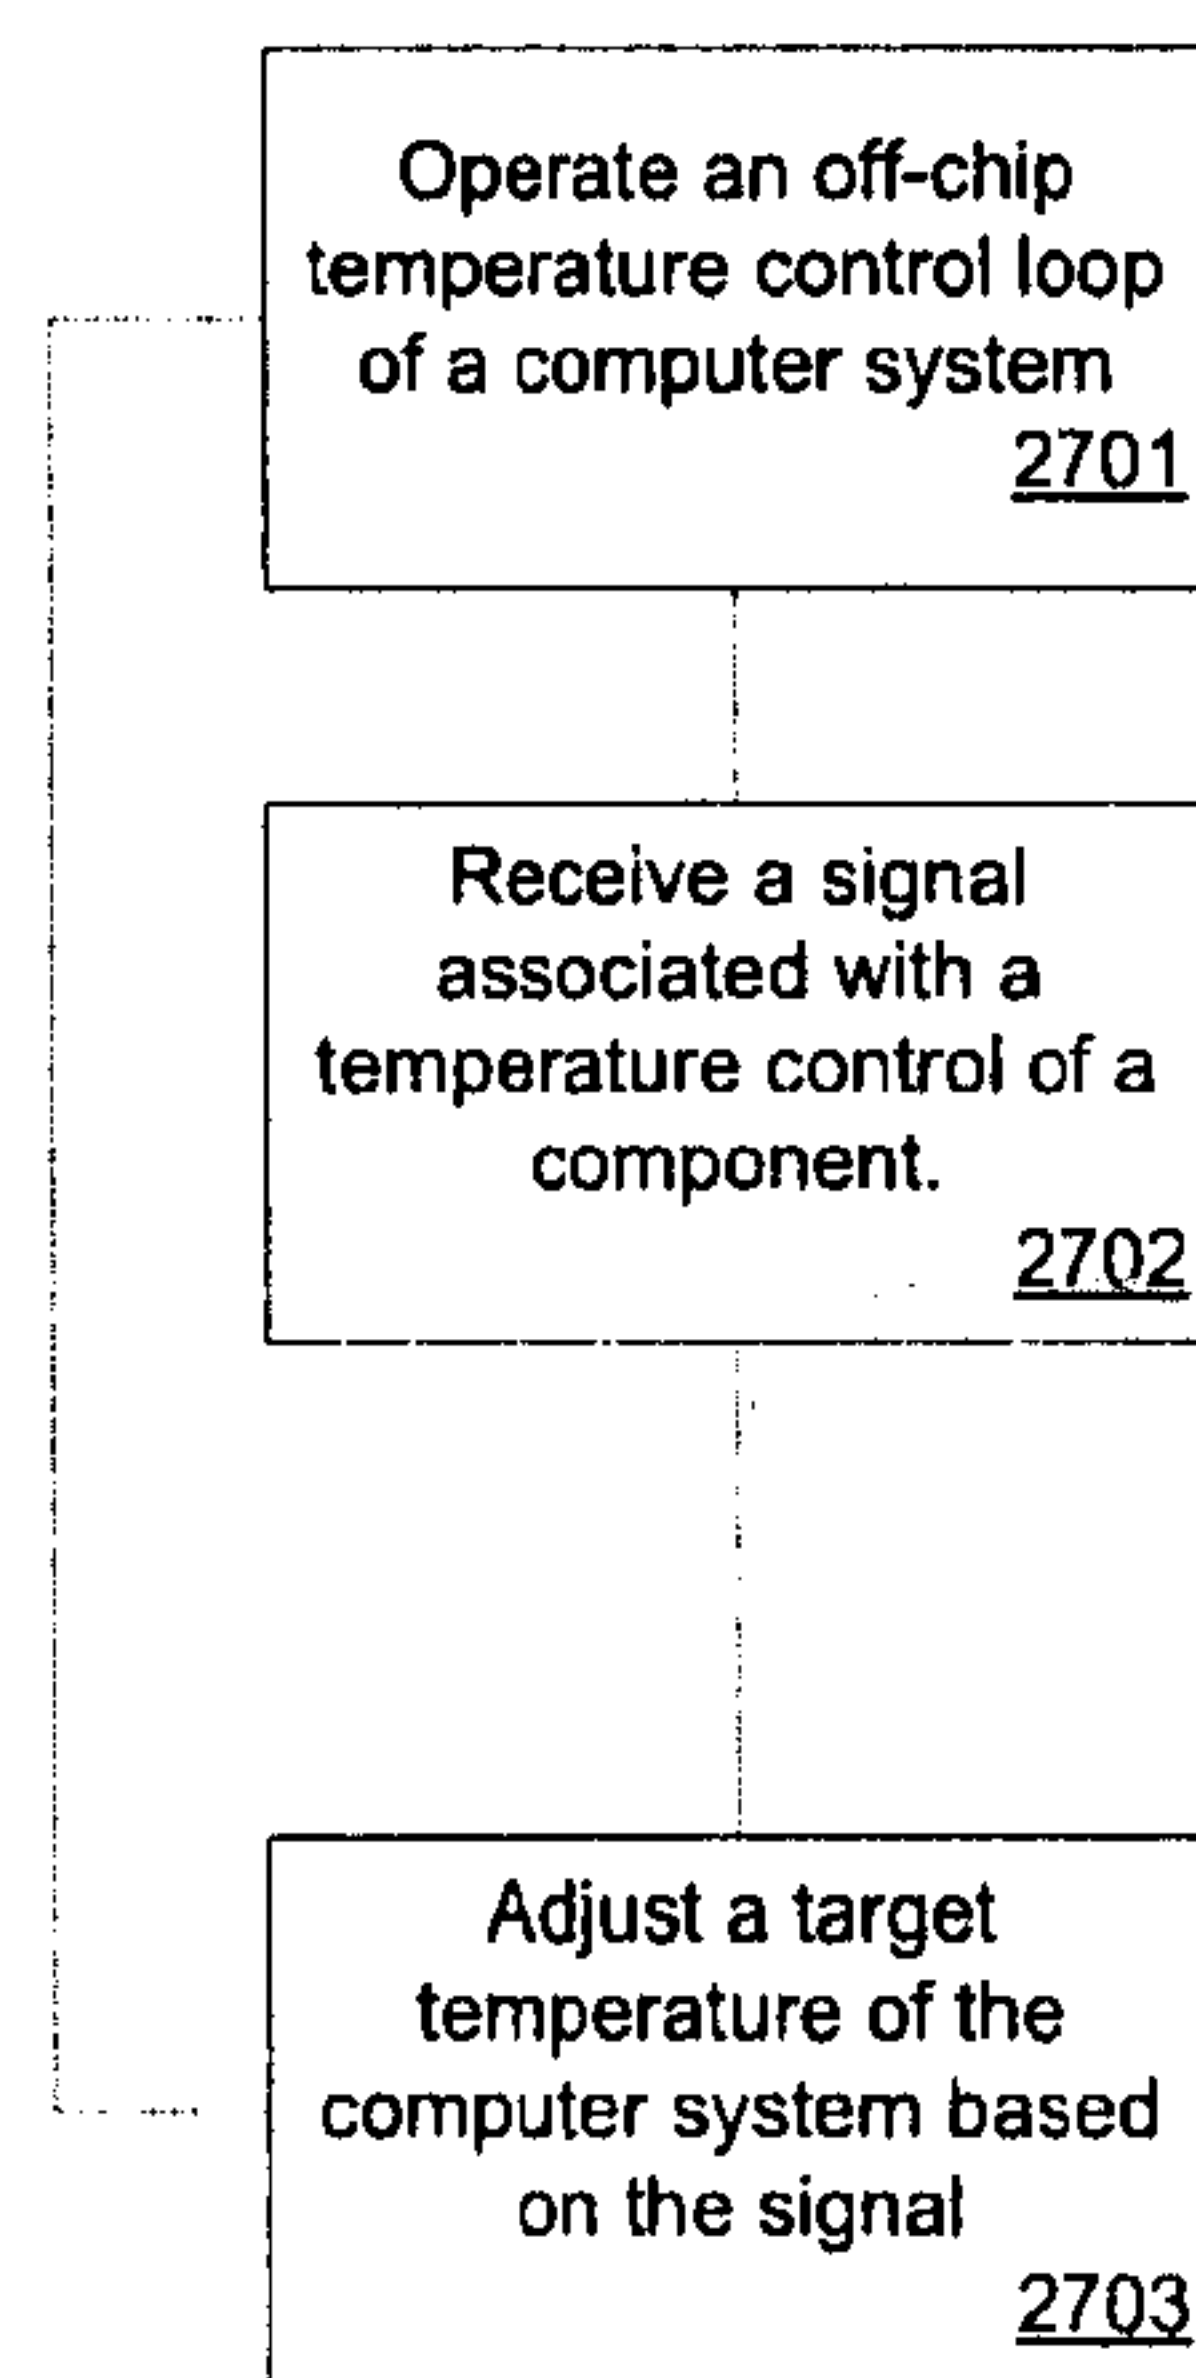 Operate an off-chip
temperature control loop
of a computer system
2701
Receive a signal
associated with a
temperature control of a
component.
2702
Adjust a target
temperature of the
computer system based
on the signal
2703